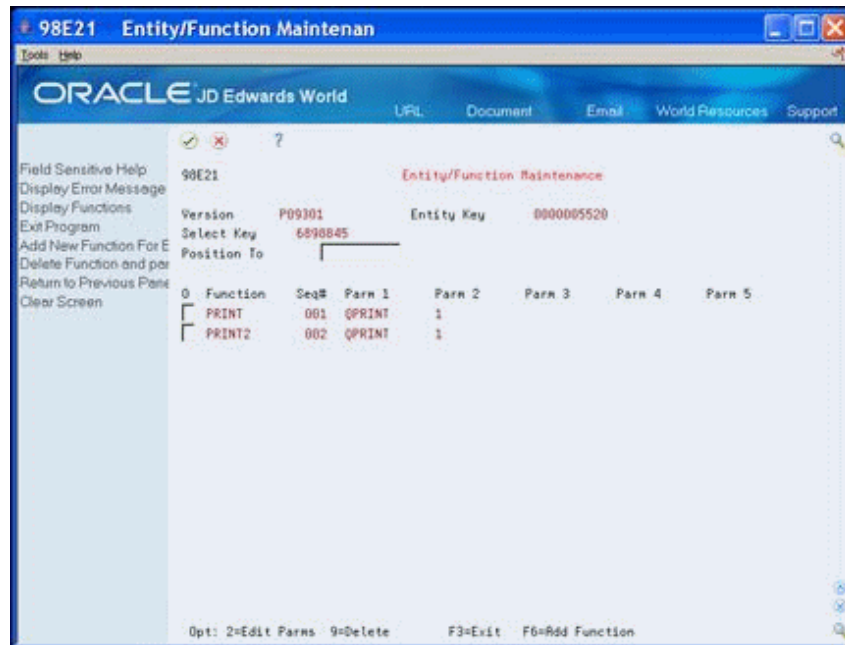 98E21 Entity/Function Maintenan
Tools Help
ORACLE JD Edwards World
URL Document Email World Resources Support
?
Field Sensitive Help
Display Error Message
Display Functions
Exit Program
Add New Function For E
Delete Function and par
Return to Previous Pane
Clear Screen
98E21 Entity/Function Maintenance
Version P09301 Entity Key 0000005520
Select Key 6898845
Position To
O Function Seq# Parm 1 Parm 2 Parm 3 Parm 4 Parm 5
PRINT 001 QPRINT 1
PRINT2 002 QPRINT 1
Opt: 2=Edit Parms 9=Delete F3=Exit F6=Add Function